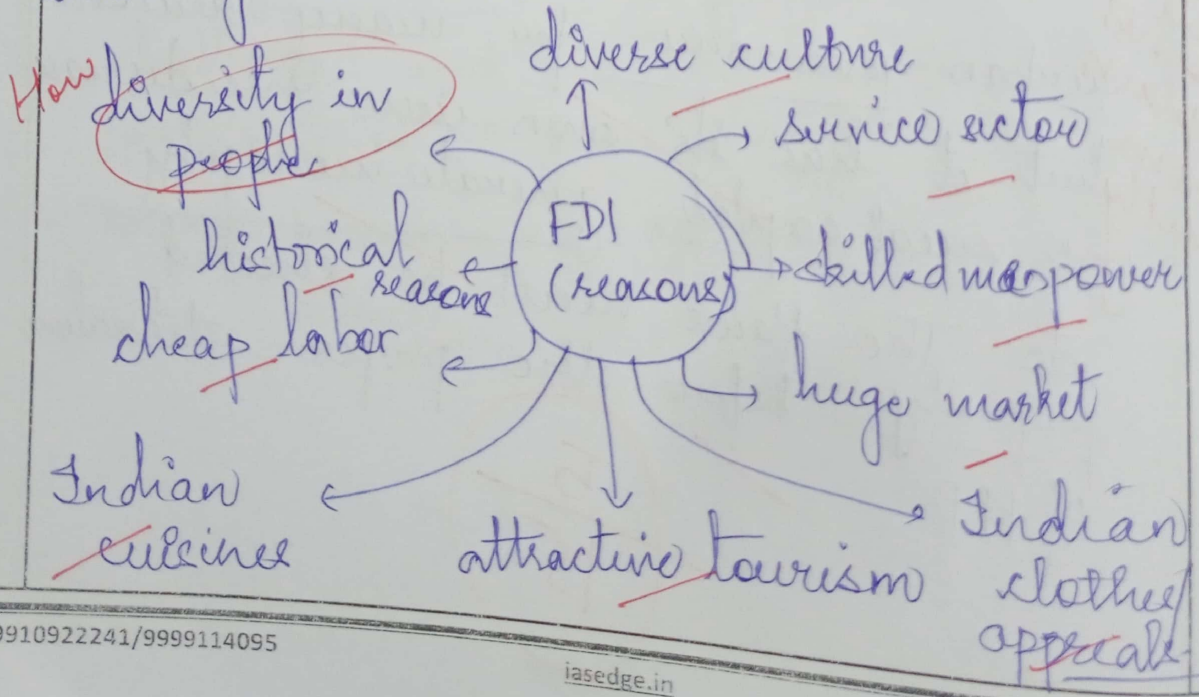 How
diversity in
people
diverse culture
service sector
historical
reasons
FDI
(reasons)
skilled manpower
cheap labor
huge market
Indian
cuisines
attractive tourism
Indian
clothes/
appreals
9910922241/9999114095
iasedge.in